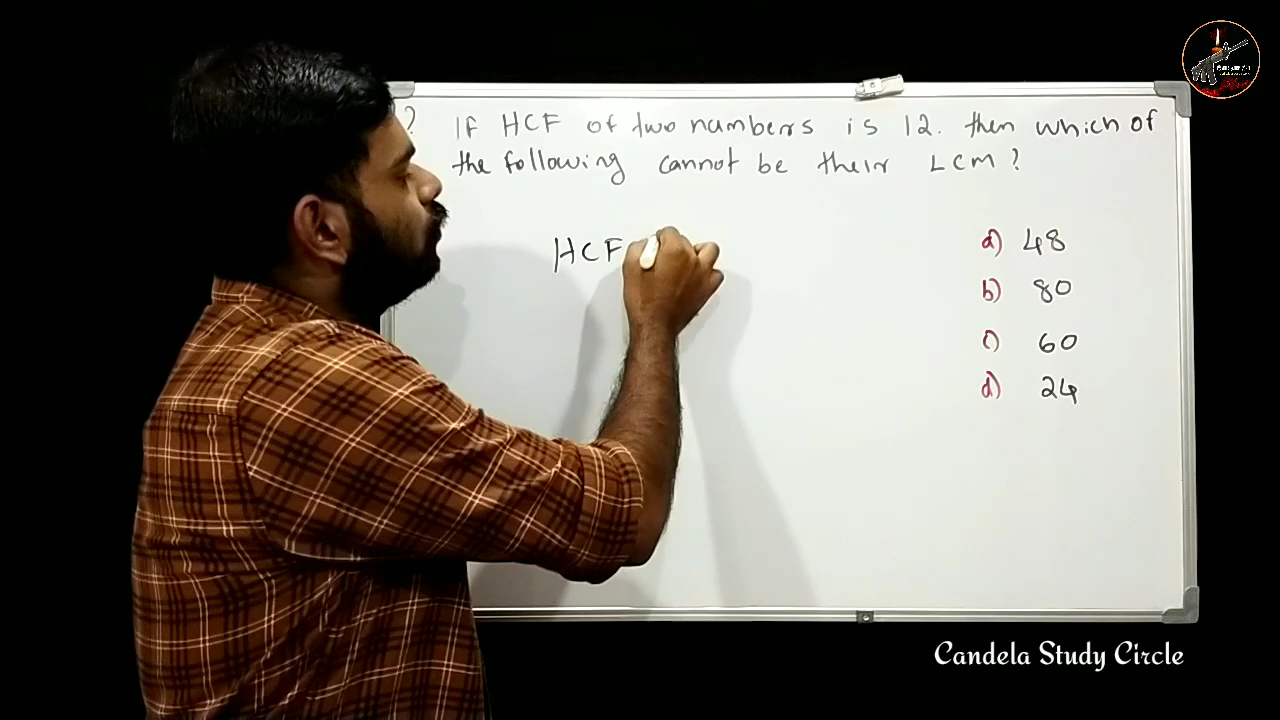 ? If HCF of two numbers is 12. then which of
the following cannot be their LCM?
HCF
a) 48
b) 80
c) 60
d) 24
Candela Study Circle